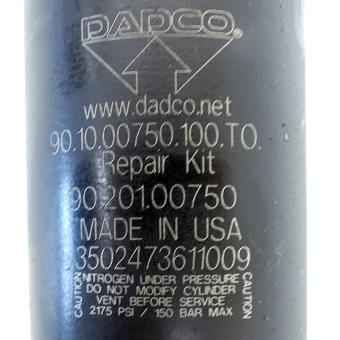 DADCO®
www.dadco.net
90.10.00750.100.TO.
Repair Kit
90.201.00750
MADE IN USA
3502473611009
CAUTION
NITROGEN UNDER PRESSURE
DO NOT MODIFY CYLINDER
VENT BEFORE SERVICE
2175 PSI / 150 BAR MAX
CAUTION